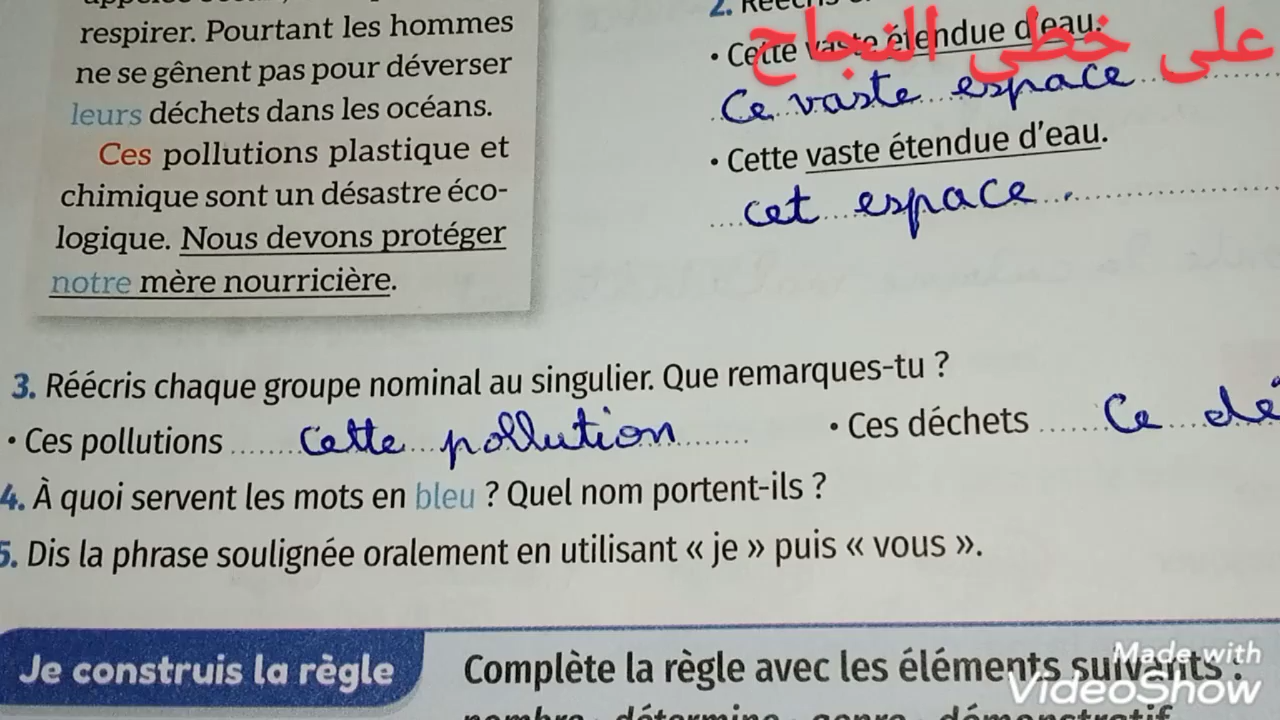 respirer. Pourtant les hommes
ne se gênent pas pour déverser
leurs déchets dans les océans.
Ces pollutions plastique et
chimique sont un désastre éco-
logique. Nous devons protéger
notre mère nourricière.
2.
على خطى النجاح
• Cette vaste étendue d'eau.
Ce vaste espace
• Cette vaste étendue d'eau.
cet espace.
3. Réécris chaque groupe nominal au singulier. Que remarques-tu ?
• Ces pollutions cette pollution • Ces déchets Ce dé
4. À quoi servent les mots en bleu ? Quel nom portent-ils ?
5. Dis la phrase soulignée oralement en utilisant « je » puis « vous ».
Je construis la règle Complète la règle avec les éléments suivants :
Made with
VideoShow